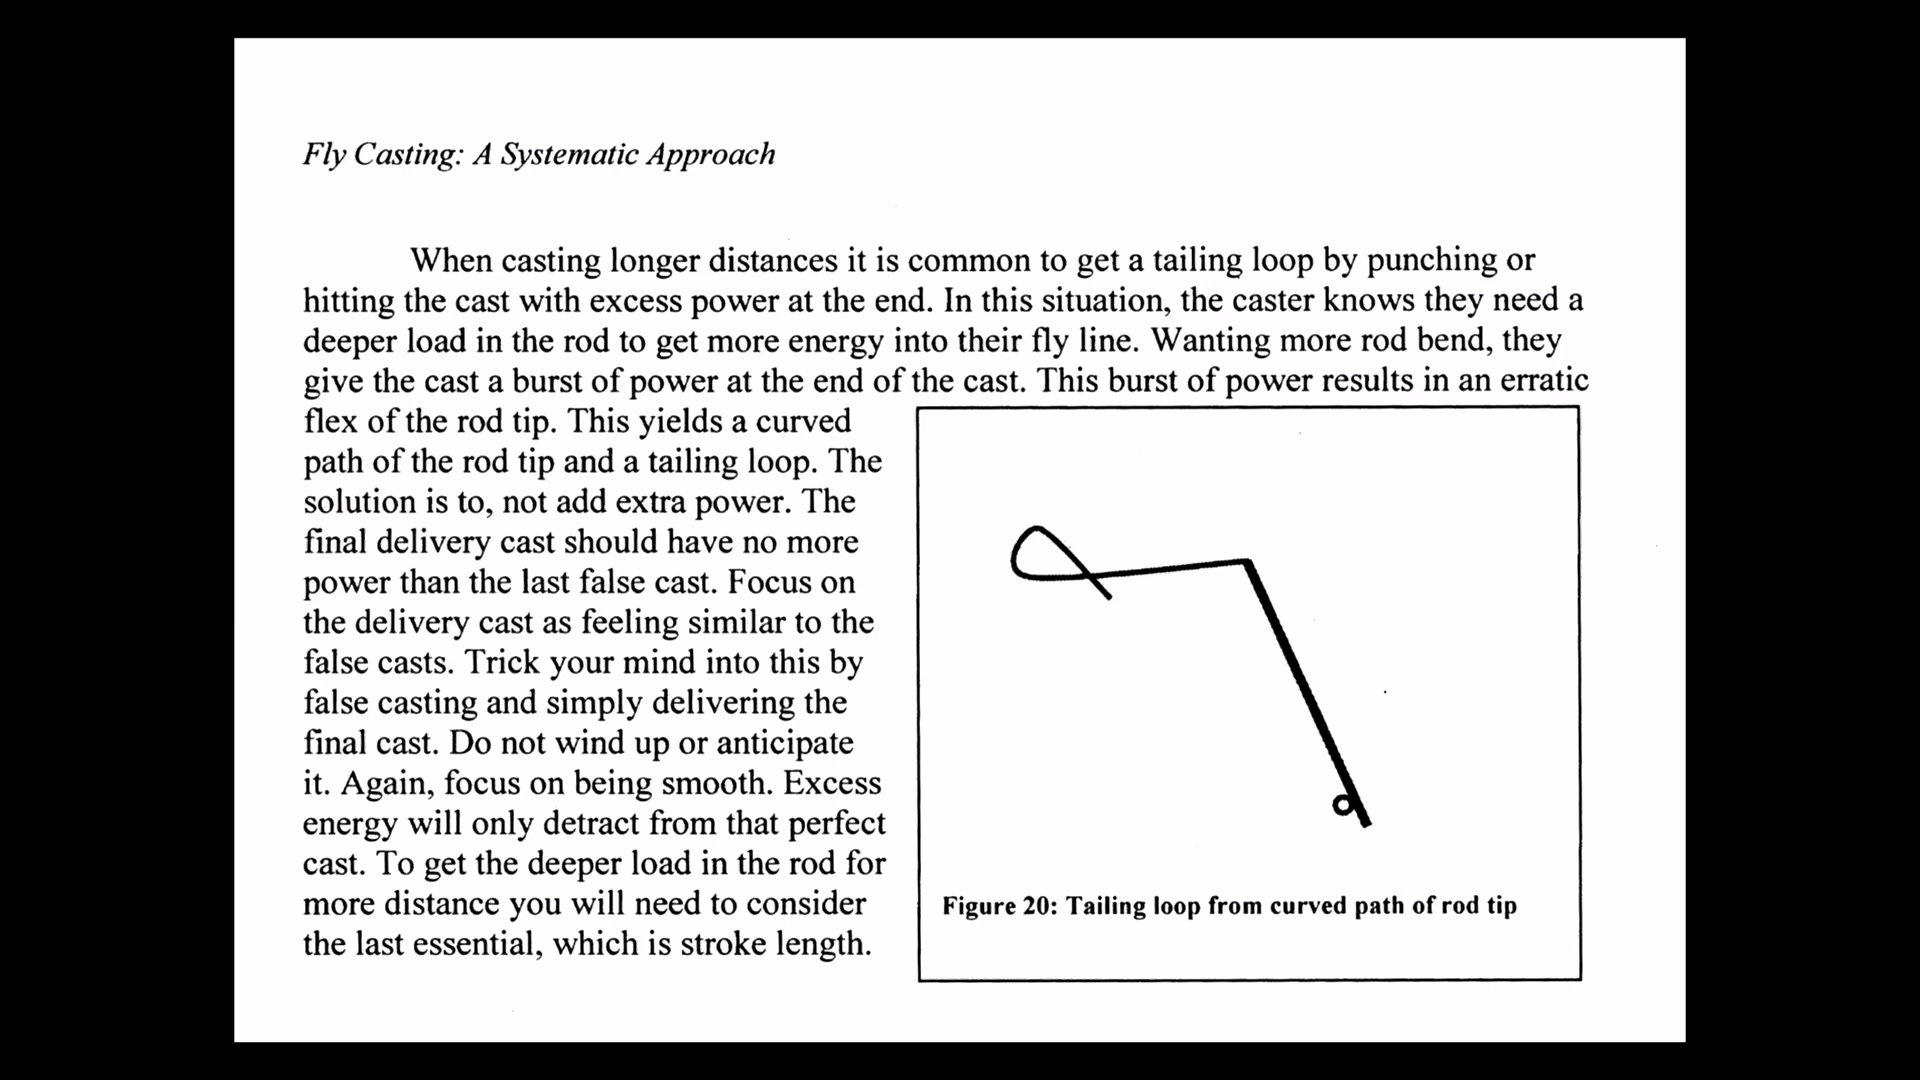 Fly Casting: A Systematic Approach
When casting longer distances it is common to get a tailing loop by punching or
hitting the cast with excess power at the end. In this situation, the caster knows they need a
deeper load in the rod to get more energy into their fly line. Wanting more rod bend, they
give the cast a burst of power at the end of the cast. This burst of power results in an erratic
flex of the rod tip. This yields a curved
path of the rod tip and a tailing loop. The
solution is to, not add extra power. The
final delivery cast should have no more
power than the last false cast. Focus on
the delivery cast as feeling similar to the
false casts. Trick your mind into this by
false casting and simply delivering the
final cast. Do not wind up or anticipate
it. Again, focus on being smooth. Excess
energy will only detract from that perfect
cast. To get the deeper load in the rod for
more distance you will need to consider
the last essential, which is stroke length.
Figure 20: Tailing loop from curved path of rod tip